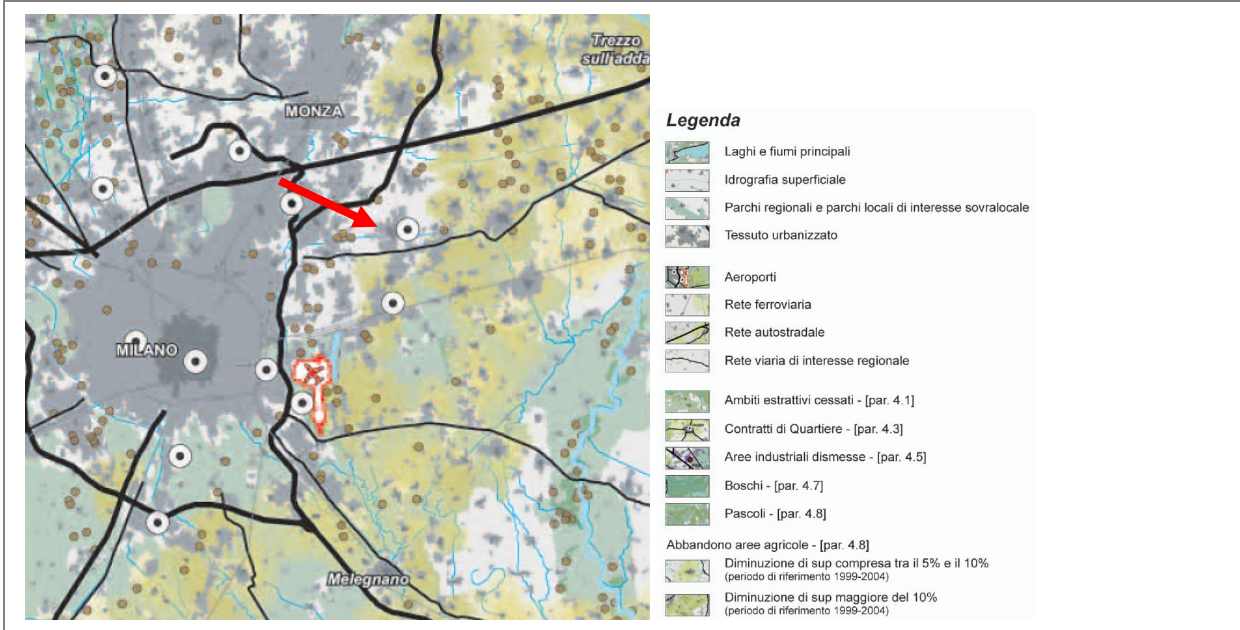 Trezzo
sull'adda
MONZA
MILANO
Melegnano
Legenda
Laghi e fiumi principali
Idrografia superficiale
Parchi regionali e parchi locali di interesse sovralocale
Tessuto urbanizzato
Aeroporti
Rete ferroviaria
Rete autostradale
Rete viaria di interesse regionale
Ambiti estrattivi cessati - [par. 4.1]
Contratti di Quartiere - [par. 4.3]
Aree industriali dismesse - [par. 4.5]
Boschi - [par. 4.7]
Pascoli - [par. 4.8]
Abbandono aree agricole - [par. 4.8]
Diminuzione di sup compresa tra il 5% e il 10%
(periodo di riferimento 1999-2004)
Diminuzione di sup maggiore del 10%
(periodo di riferimento 1999-2004)